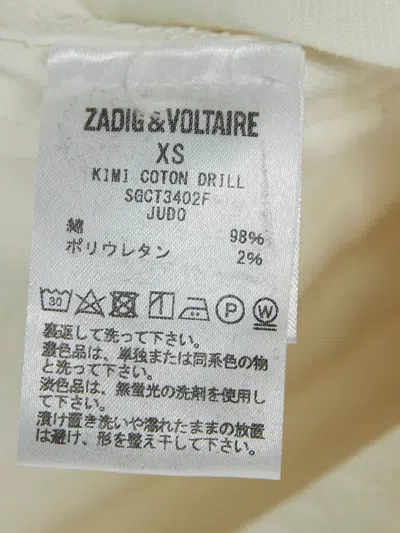 ZADIG&VOLTAIRE
XS
KIMI COTON DRILL
SGCT3402F
JUDO
綿 98%
ポリウレタン 2%
30 P W
裏返して洗って下さい。
濃色品は、単独または同系色の物
と洗って下さい。
淡色品は、無蛍光の洗剤を使用し
て下さい。
漬け置き洗いや濡れたままの放置
は避け、形を整え干して下さい。